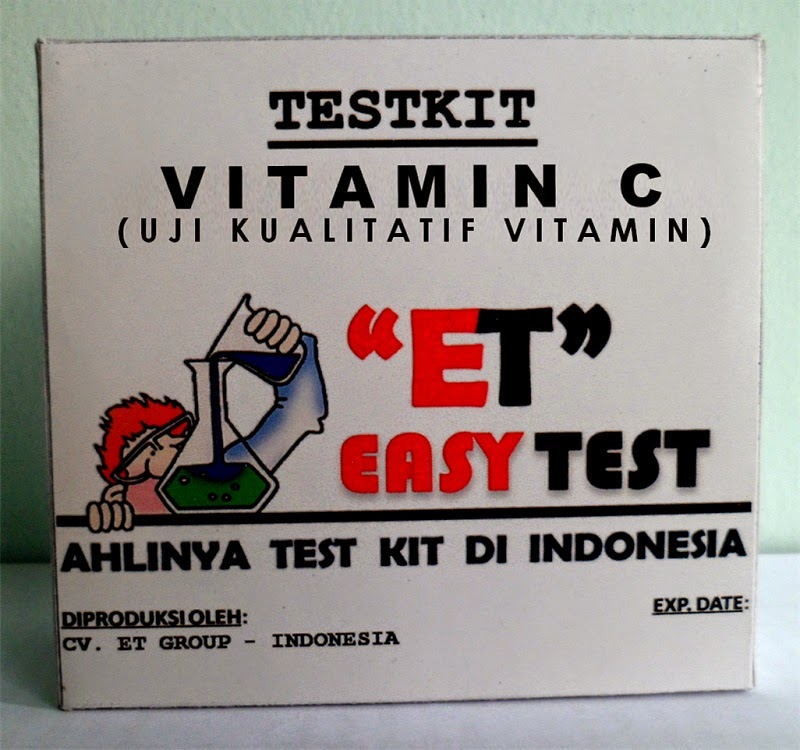 TESTKIT
VITAMIN C
(UJI KUALITATIF VITAMIN)
“ET”
EASY TEST
AHLINYA TEST KIT DI INDONESIA
DIPRODUKSI OLEH:
CV. ET GROUP - INDONESIA
EXP. DATE: